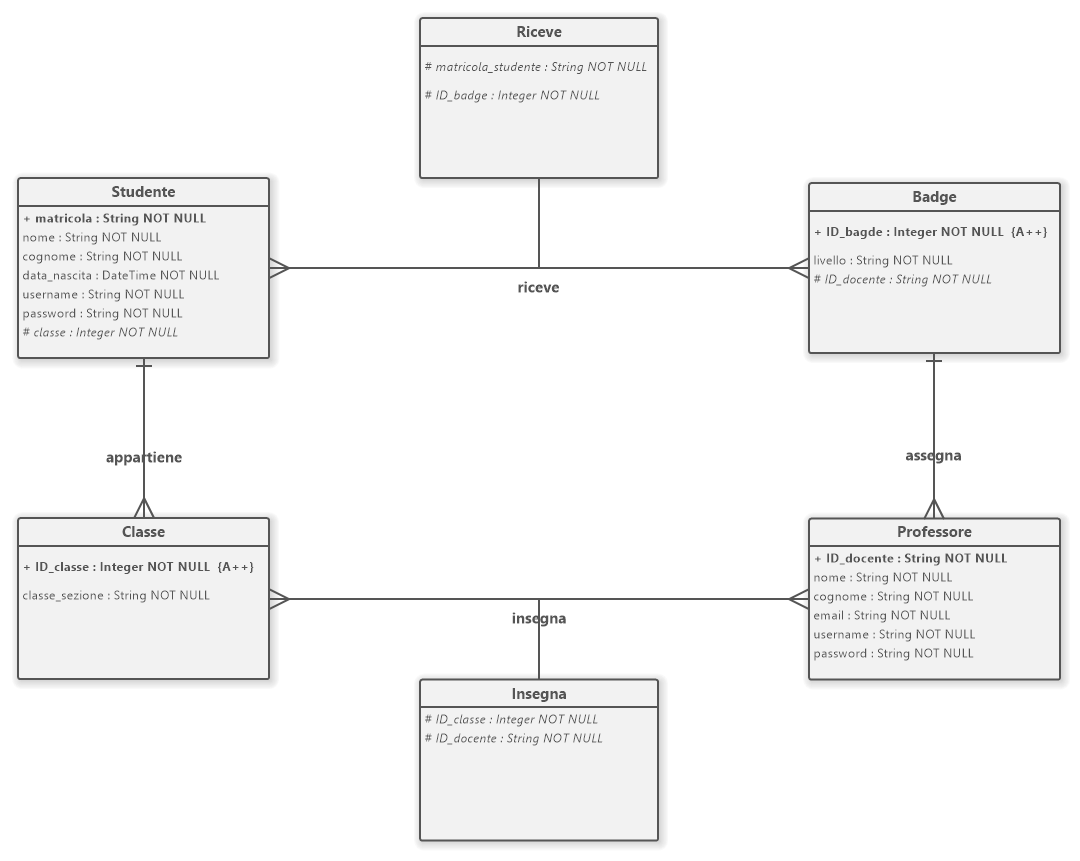 Riceve
# matricola_studente : String NOT NULL
# ID_badge : Integer NOT NULL
Studente
+ matricola : String NOT NULL
nome : String NOT NULL
cognome : String NOT NULL
data_nascita : DateTime NOT NULL
username : String NOT NULL
password : String NOT NULL
# classe : Integer NOT NULL
Badge
+ ID_bagde : Integer NOT NULL {A++}
livello : String NOT NULL
# ID_docente : String NOT NULL
riceve
appartiene
assegna
Classe
+ ID_classe : Integer NOT NULL {A++}
classe_sezione : String NOT NULL
Professore
+ ID_docente : String NOT NULL
nome : String NOT NULL
cognome : String NOT NULL
email : String NOT NULL
username : String NOT NULL
password : String NOT NULL
insegna
Insegna
# ID_classe : Integer NOT NULL
# ID_docente : String NOT NULL